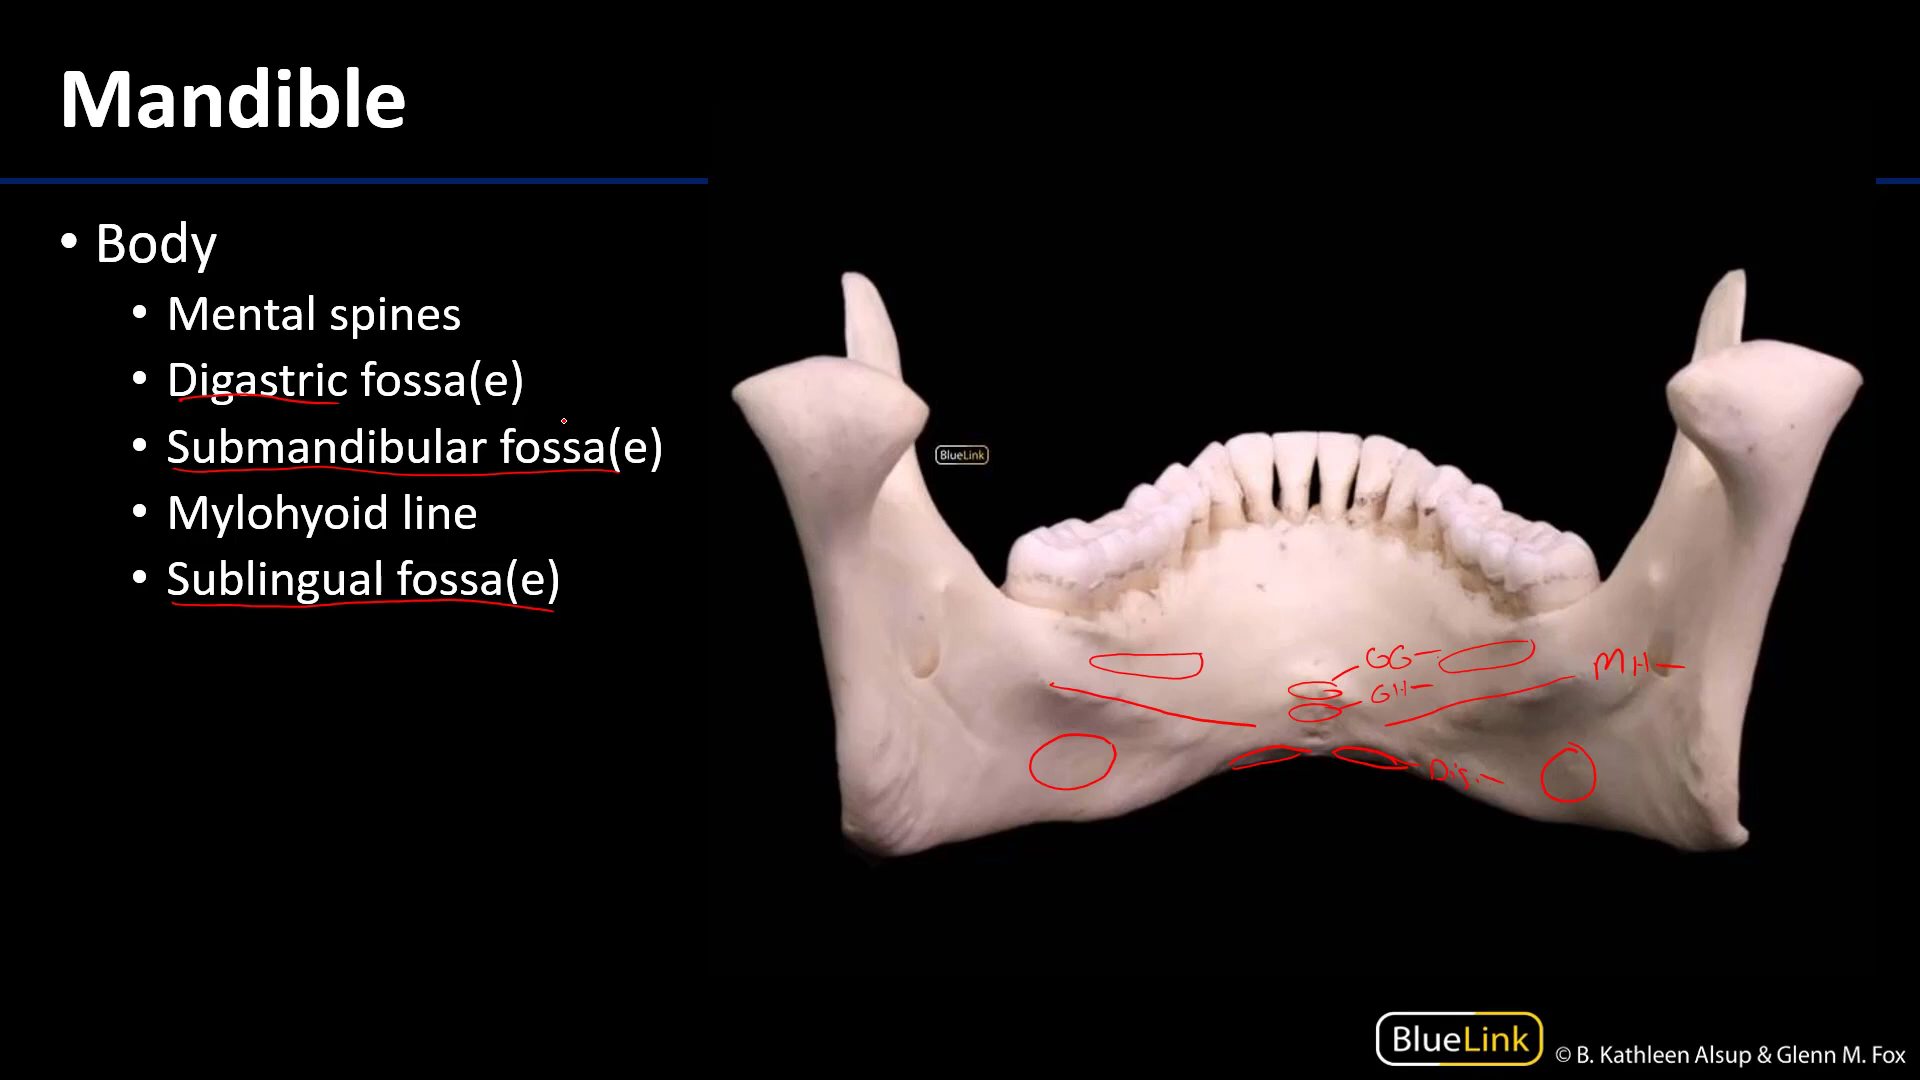 Mandible
• Body
• Mental spines
• Digastric fossa(e)
• Submandibular fossa(e)
• Mylohyoid line
• Sublingual fossa(e)
BlueLink
GG
MH
GH
Dig.
BlueLink
© B. Kathleen Alsup & Glenn M. Fox